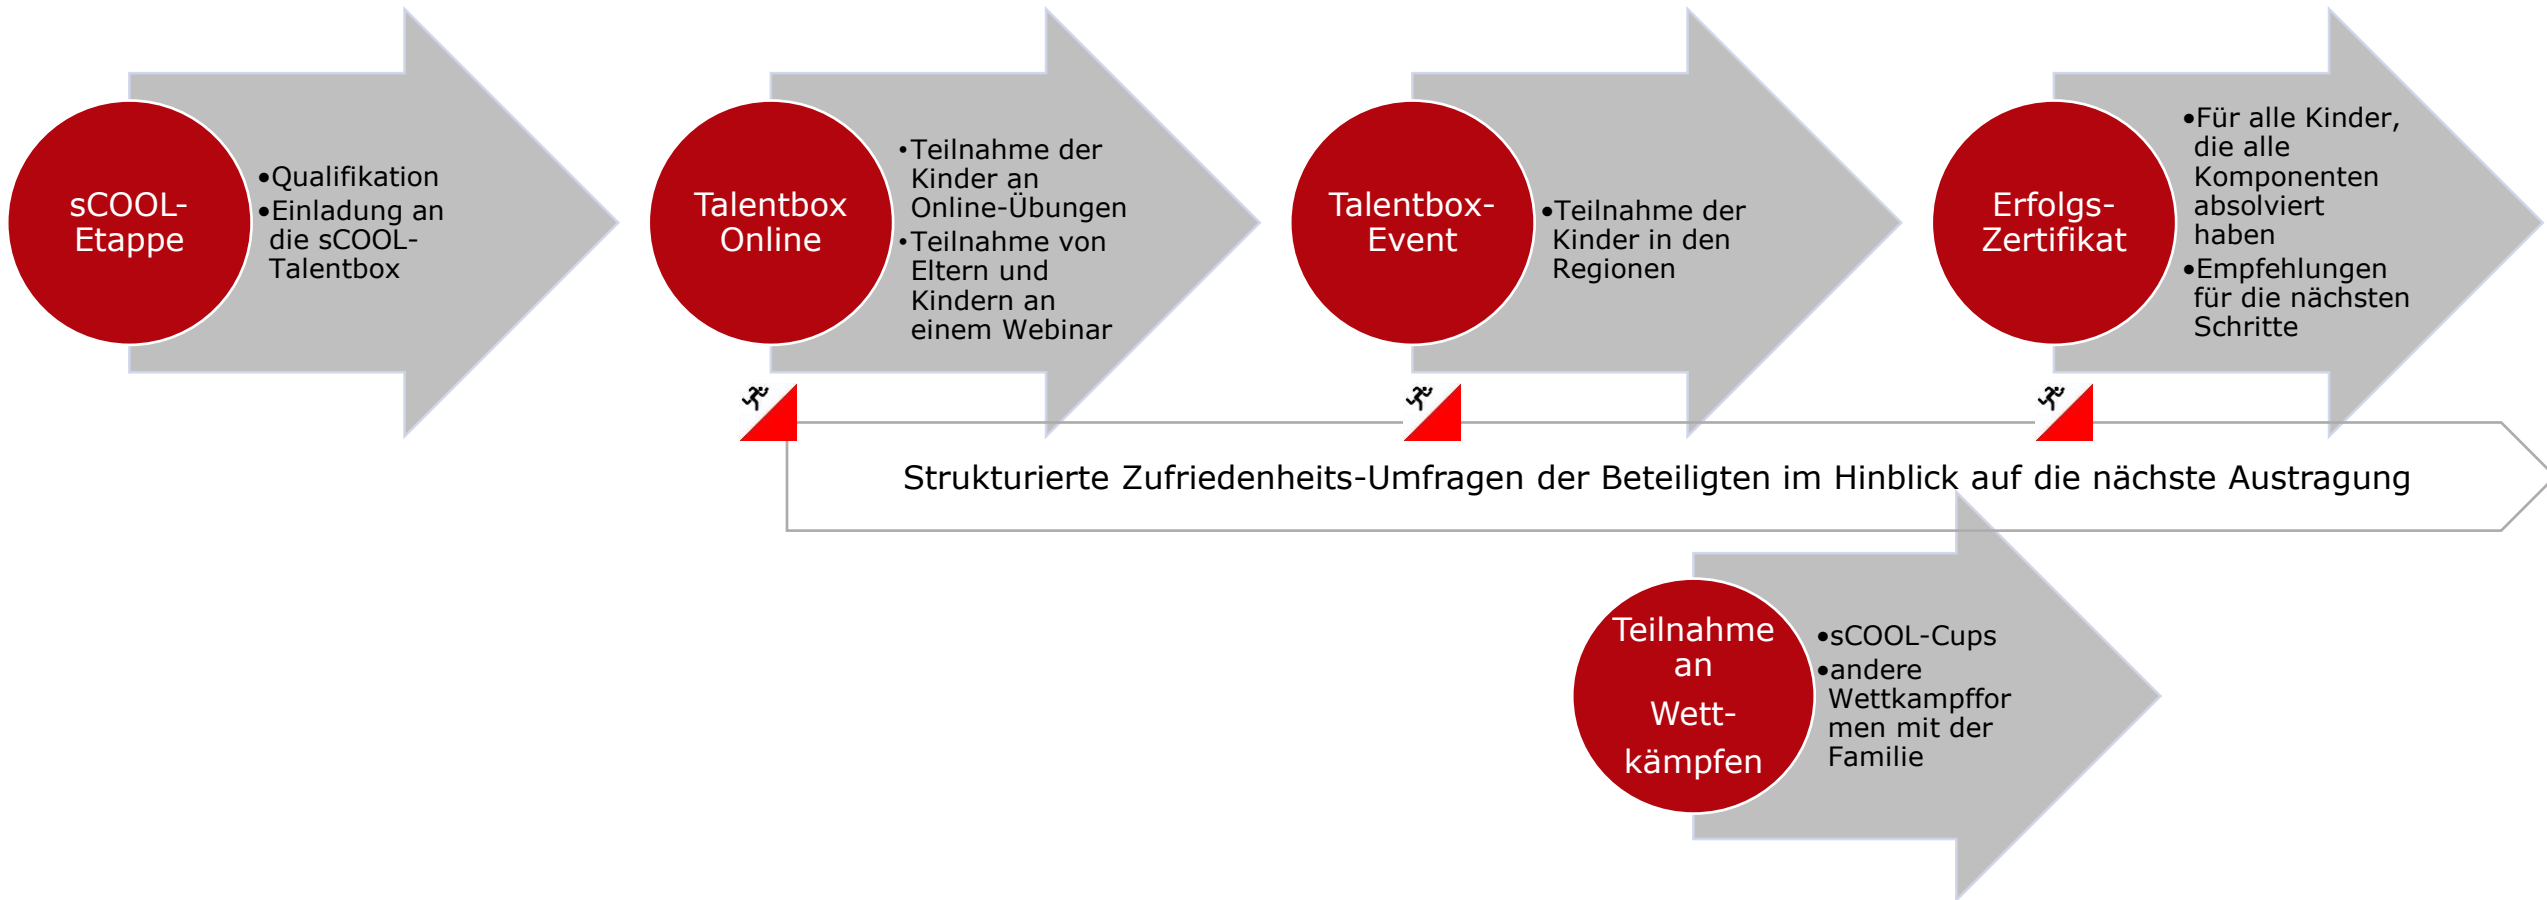 sCOOL-
Etappe
•Qualifikation
•Einladung an
die sCOOL-
Talentbox
Talentbox
Online
•Teilnahme der
Kinder an
Online-Übungen
•Teilnahme von
Eltern und
Kindern an
einem Webinar
Talentbox-
Event
•Teilnahme der
Kinder in den
Regionen
Erfolgs-
Zertifikat
•Für alle Kinder,
die alle
Komponenten
absolviert
haben
•Empfehlungen
für die nächsten
Schritte
Strukturierte Zufriedenheits-Umfragen der Beteiligten im Hinblick auf die nächste Austragung
Teilnahme
an
Wett-
kämpfen
•sCOOL-Cups
•andere
Wettkampffor
men mit der
Familie